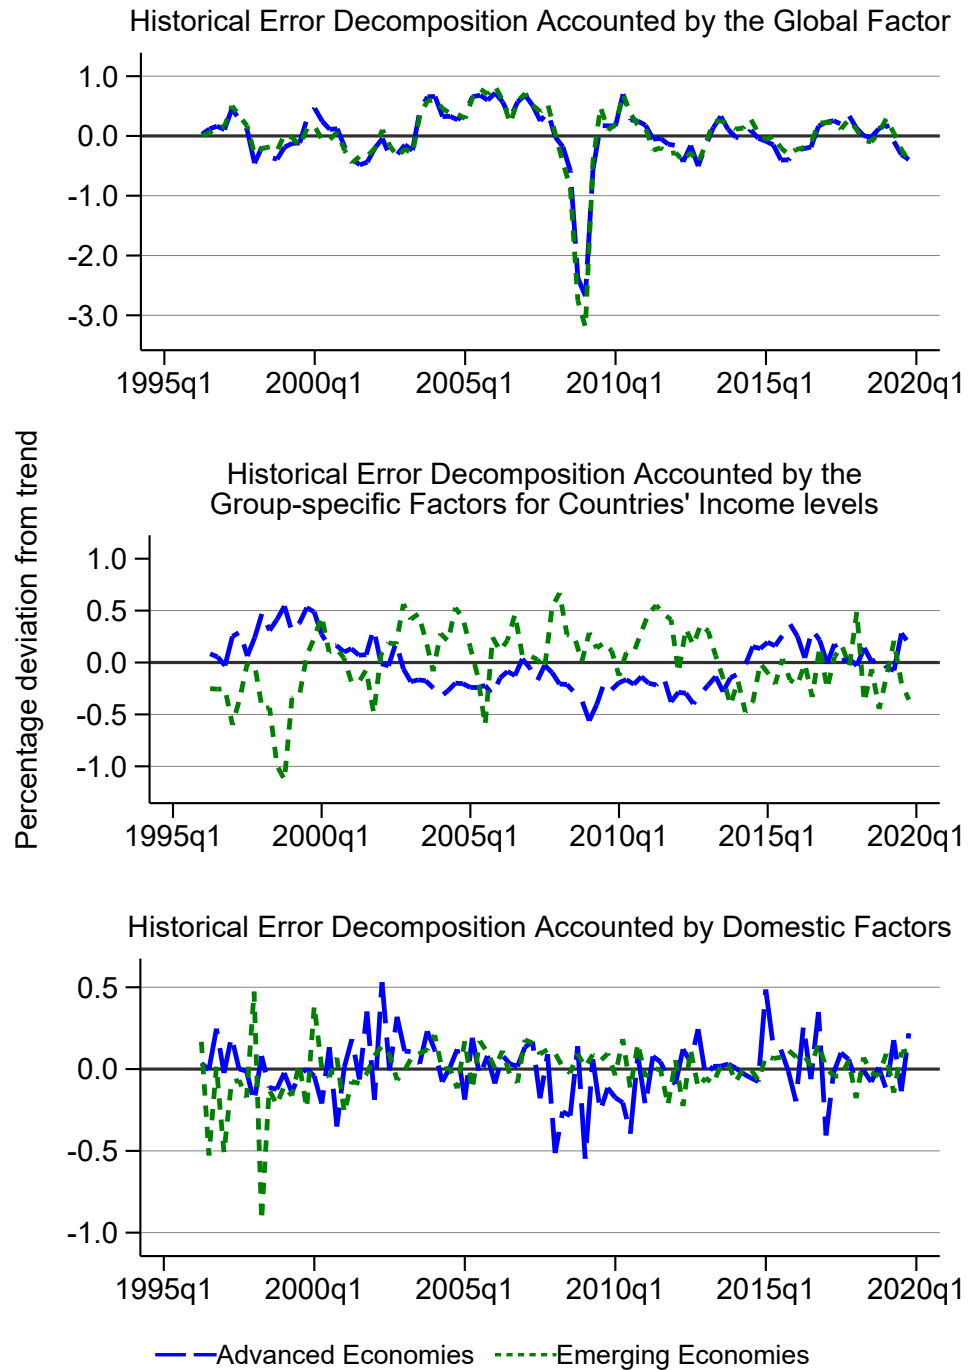 Historical Error Decomposition Accounted by the Global Factor
1.0
0.0
-1.0
-2.0
-3.0
1995q1 2000q1 2005q1 2010q1 2015q1 2020q1
Percentage deviation from trend
Historical Error Decomposition Accounted by the
Group-specific Factors for Countries' Income levels
1.0
0.5
0.0
-0.5
-1.0
1995q1 2000q1 2005q1 2010q1 2015q1 2020q1
Historical Error Decomposition Accounted by Domestic Factors
0.5
0.0
-0.5
-1.0
1995q1 2000q1 2005q1 2010q1 2015q1 2020q1
Advanced Economies Emerging Economies